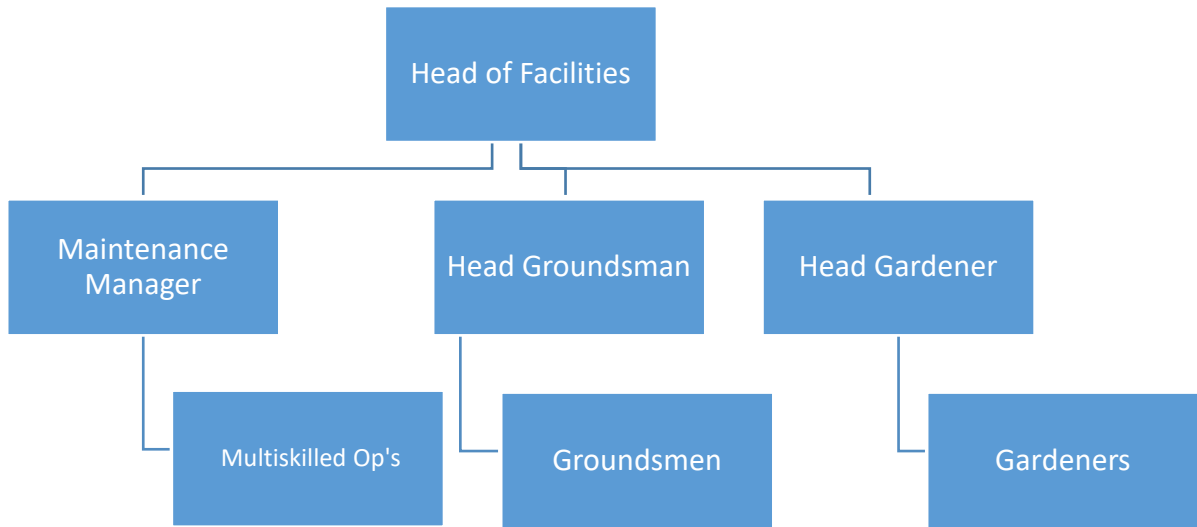 Head of Facilities
Maintenance
Manager
Head Groundsman
Head Gardener
Multiskilled Op's
Groundsmen
Gardeners